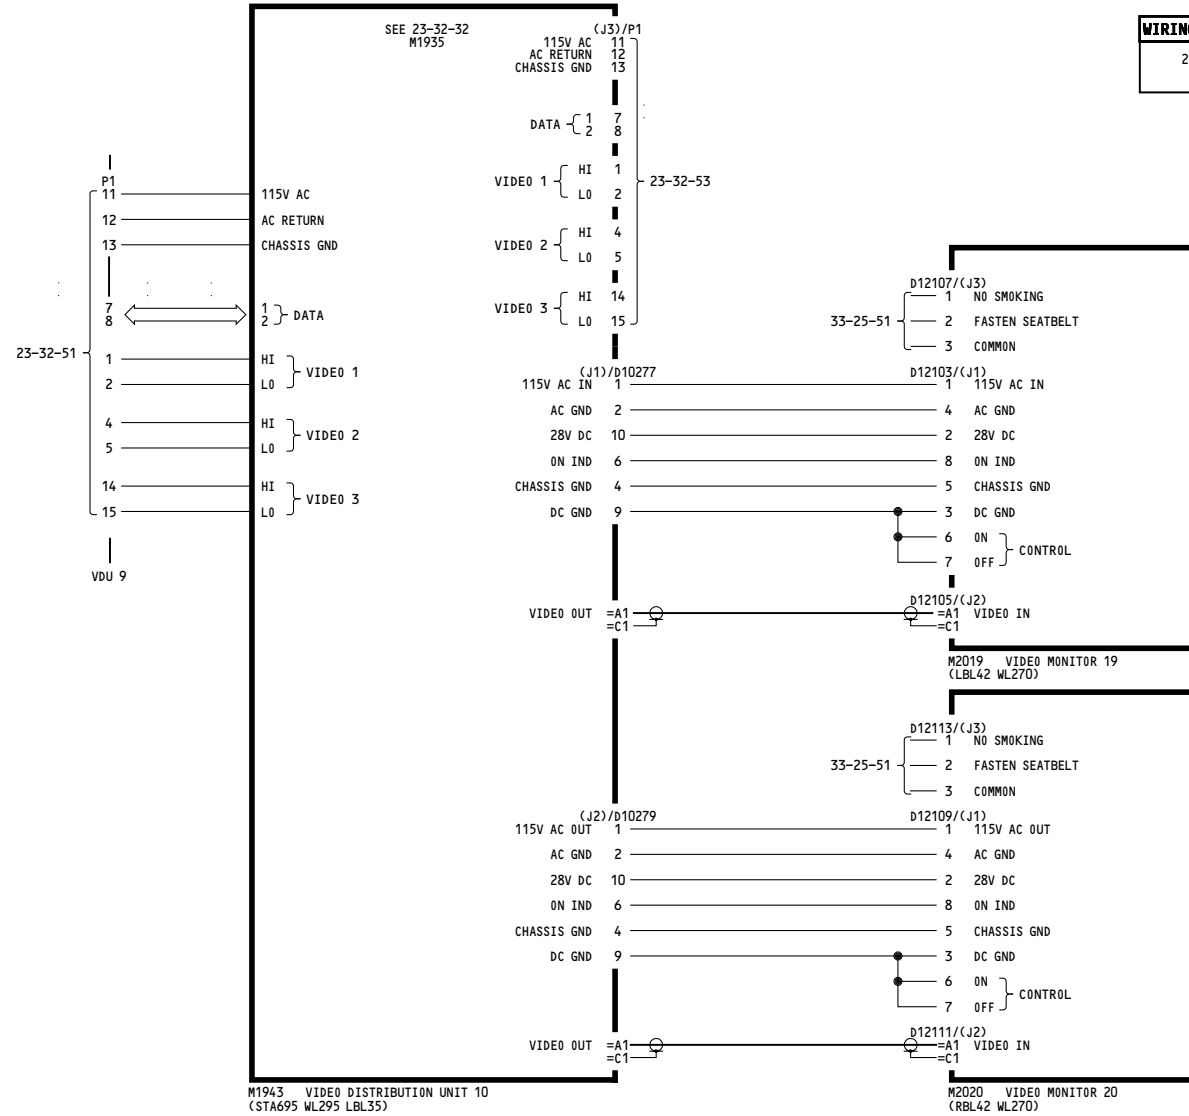 SEE 23-32-32
M1935
(J3)/P1
115V AC 11
AC RETURN 12
CHASSIS GND 13
DATA 1 7
2 8
VIDEO 1 HI 1
LO 2
VIDEO 2 HI 4
LO 5
VIDEO 3 HI 14
LO 15
23-32-53
WIRING
2
P1
11 115V AC
12 AC RETURN
13 CHASSIS GND
7 1
8 2
DATA
23-32-51
1 HI
2 LO
VIDEO 1
4 HI
5 LO
VIDEO 2
14 HI
15 LO
VIDEO 3
VDU 9
(J1)/D10277
115V AC IN 1
AC GND 2
28V DC 10
ON IND 6
CHASSIS GND 4
DC GND 9
VIDEO OUT =A1
=C1
D12107/(J3)
33-25-51
1 NO SMOKING
2 FASTEN SEATBELT
3 COMMON
D12103/(J1)
1 115V AC IN
4 AC GND
2 28V DC
8 ON IND
5 CHASSIS GND
3 DC GND
6 ON
7 OFF
CONTROL
D12105/(J2)
=A1 VIDEO IN
=C1
M2019 VIDEO MONITOR 19
(LBL42 WL270)
(J2)/D10279
115V AC OUT 1
AC GND 2
28V DC 10
ON IND 6
CHASSIS GND 4
DC GND 9
VIDEO OUT =A1
=C1
D12113/(J3)
33-25-51
1 NO SMOKING
2 FASTEN SEATBELT
3 COMMON
D12109/(J1)
1 115V AC OUT
4 AC GND
2 28V DC
8 ON IND
5 CHASSIS GND
3 DC GND
6 ON
7 OFF
CONTROL
D12111/(J2)
=A1 VIDEO IN
=C1
M1943 VIDEO DISTRIBUTION UNIT 10
(STA695 WL295 LBL35)
M2020 VIDEO MONITOR 20
(RBL42 WL270)